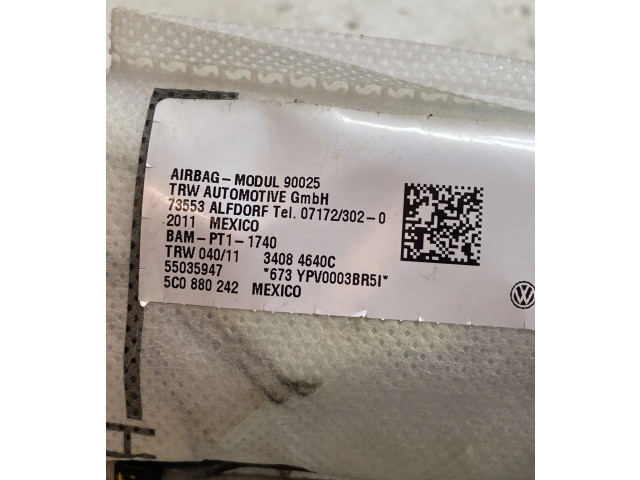 AIRBAG-MODUL 90025
TRW AUTOMOTIVE GmbH
73553 ALFDORF Tel. 07172/302-0
2011 MEXICO
BAM-PT1-1740
TRW 040/11 3408 4640C
55035947 *673 YPV0003BR5I*
5C0 880 242 MEXICO